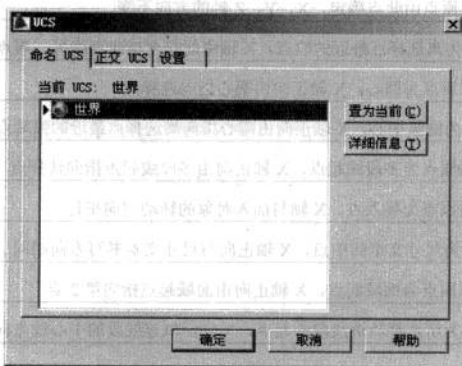 UCS
命名 UCS 正交 UCS 设置
当前 UCS: 世界
世界
置为当前(C)
详细信息(T)
确定 取消 帮助